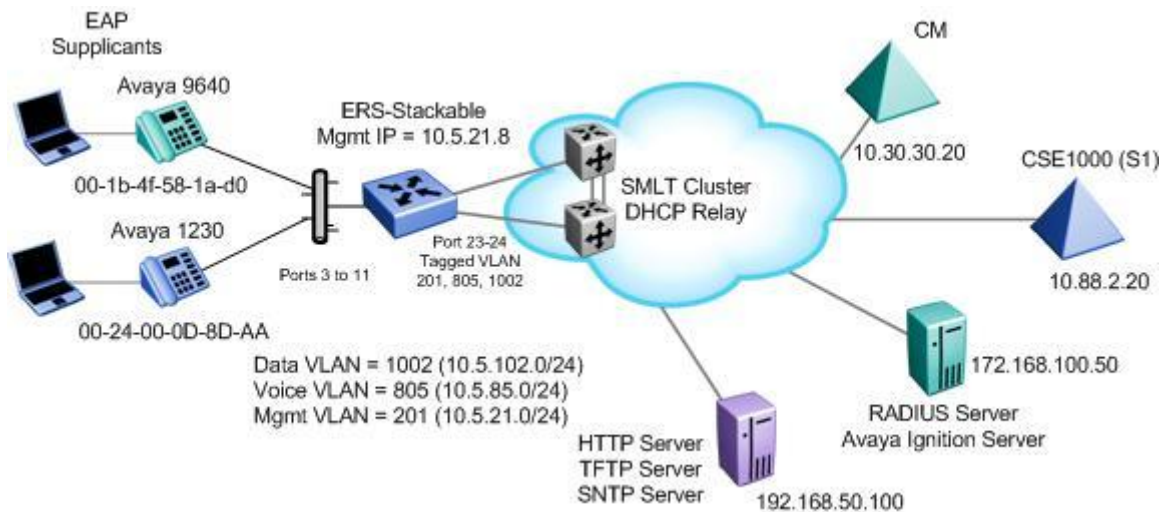 EAP
Supplicants
Avaya 9640
00-1b-4f-58-1a-d0
Avaya 1230
00-24-00-0D-8D-AA
Ports 3 to 11
ERS-Stackable
Mgmt IP = 10.5.21.8
Port 23-24
Tagged VLAN
201, 805, 1002
SMLT Cluster
DHCP Relay
CM
10.30.30.20
CSE1000 (S1)
10.88.2.20
172.168.100.50
RADIUS Server
Avaya Ignition Server
Data VLAN = 1002 (10.5.102.0/24)
Voice VLAN = 805 (10.5.85.0/24)
Mgmt VLAN = 201 (10.5.21.0/24)
HTTP Server
TFTP Server
SNTP Server
192.168.50.100